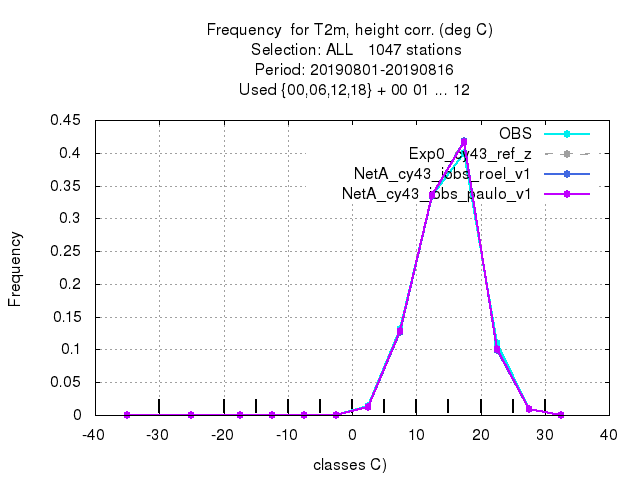 Frequency  for T2m, height corr. (deg C)
Selection: ALL   1047 stations
Period: 20190801-20190816
Used {00,06,12,18} + 00 01 ... 12
OBS
Exp0_cy43_ref_z
NetA_cy43_iobs_roel_v1
NetA_cy43_iobs_paulo_v1
Frequency
0.45
0.4
0.35
0.3
0.25
0.2
0.15
0.1
0.05
0
-40 -30 -20 -10 0 10 20 30 40
classes C)